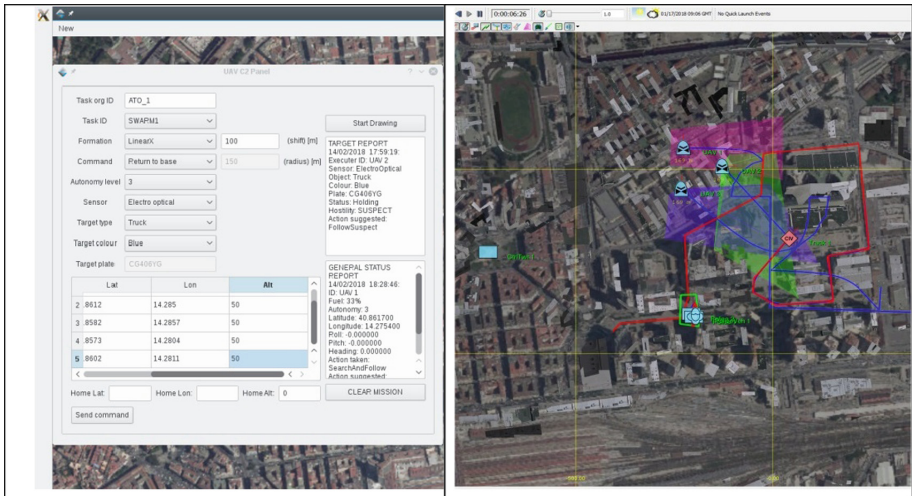 New
UAV C2 Panel
Task org ID ATO_1
Task ID SWARM1
Start Drawing
Formation LinearX 100 (shift) [m]
Command Return to base 150 (radius) [m]
Autonomy level 3
Sensor Electro optical
Target type Truck
Target colour Blue
Target plate CG406YG
TARGET REPORT
14/02/2018 17:59:19:
Executer ID: UAV 2
Sensor: ElectroOptical
Object: Truck
Colour: Blue
Plate: CG406YG
Status: Holding
Hostility: SUSPECT
Action suggested:
FollowSuspect
Lat Lon Alt
2 .8612 14.285 50
3 .8582 14.2857 50
4 .8573 14.2804 50
5 .8602 14.2811 50
GENERAL STATUS
REPORT
14/02/2018 18:28:46:
ID: UAV 1
Fuel: 33%
Autonomy: 3
Latitude: 40.861700
Longitude: 14.275400
Roll: -0.000000
Pitch: -0.000000
Heading: 0.000000
Action taken:
SearchAndFollow
Action suggested:
Home Lat: Home Lon: Home Alt: 0
CLEAR MISSION
Send command
0:00:06:26 1.0 01/17/2018 09:06 GMT No Quick Launch Events
CIV